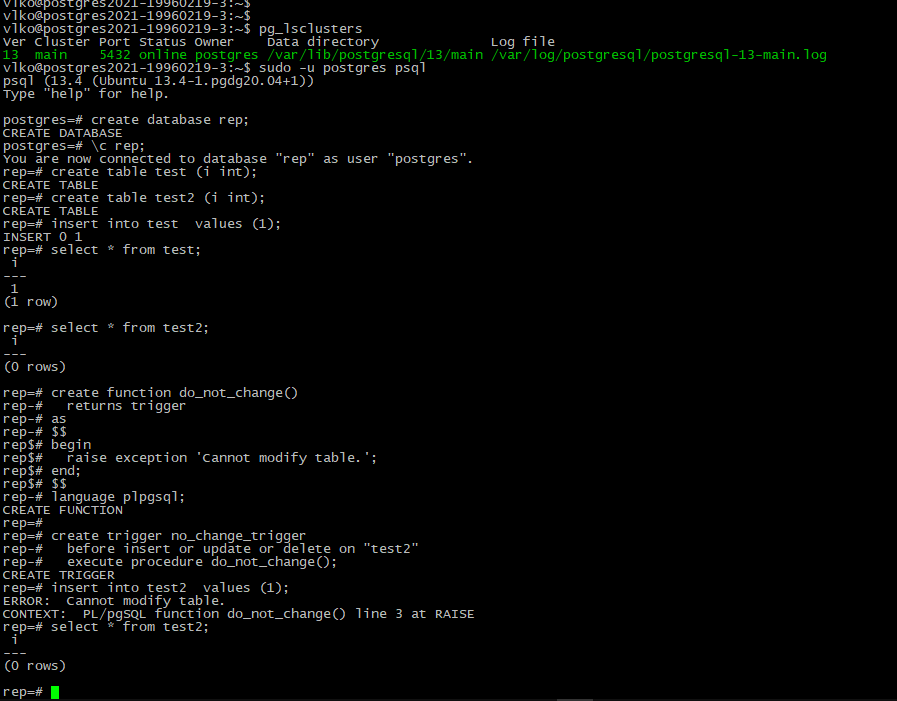 vlko@postgres2021-19960219-3:~$
vlko@postgres2021-19960219-3:~$
vlko@postgres2021-19960219-3:~$ pg_lsclusters
Ver Cluster Port Status Owner    Data directory              Log file
13  main    5432 online postgres /var/lib/postgresql/13/main /var/log/postgresql/postgresql-13-main.log
vlko@postgres2021-19960219-3:~$ sudo -u postgres psql
psql (13.4 (Ubuntu 13.4-1.pgdg20.04+1))
Type "help" for help.
postgres=# create database rep;
CREATE DATABASE
postgres=# \c rep;
You are now connected to database "rep" as user "postgres".
rep=# create table test (i int);
CREATE TABLE
rep=# create table test2 (i int);
CREATE TABLE
rep=# insert into test  values (1);
INSERT 0 1
rep=# select * from test;
 i
---
 1
(1 row)
rep=# select * from test2;
 i
---
(0 rows)
rep=# create function do_not_change()
rep-#   returns trigger
rep-# as
rep-# $$
rep$# begin
rep$#   raise exception 'Cannot modify table.';
rep$# end;
rep$# $$
rep-# language plpgsql;
CREATE FUNCTION
rep=#
rep=# create trigger no_change_trigger
rep-#   before insert or update or delete on "test2"
rep-#   execute procedure do_not_change();
CREATE TRIGGER
rep=# insert into test2  values (1);
ERROR:  Cannot modify table.
CONTEXT:  PL/pgSQL function do_not_change() line 3 at RAISE
rep=# select * from test2;
 i
---
(0 rows)
rep=#